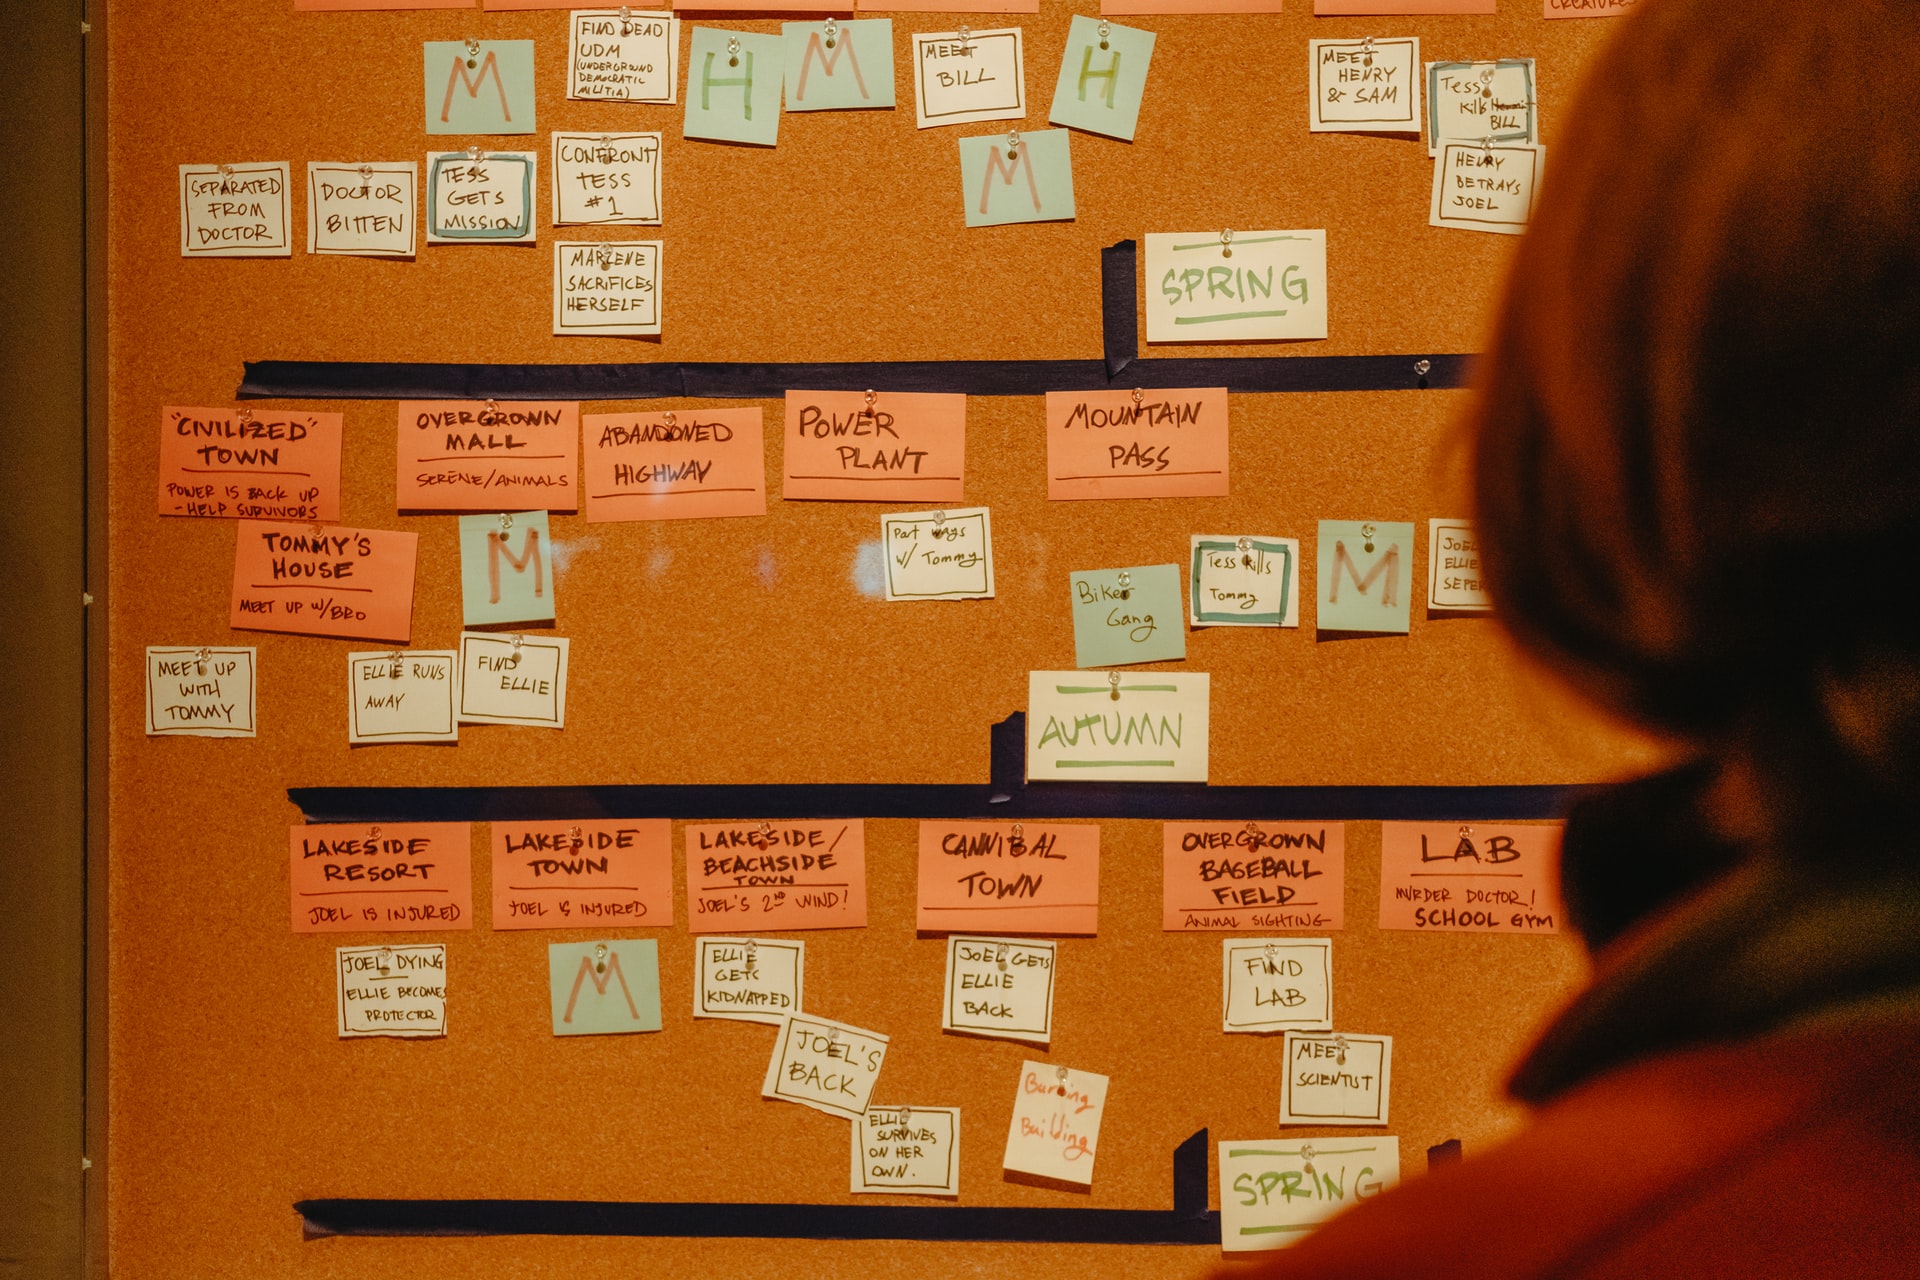 CREATURES
M
FIND DEAD
UDM
(UNDERGROUND
DEMOCRATIC
MILITIA)
H
M
MEET
BILL
H
MEET
HENRY
& SAM
Tess
Kills
BILL
M
SEPARATED
FROM
DOCTOR
DOCTOR
BITTEN
TESS
GETS
MISSION
CONFRONT
TESS
#1
HENRY
BETRAYS
JOEL
MARLENE
SACRIFICES
HERSELF
SPRING
"CIVILIZED"
TOWN
POWER IS BACK UP
- HELP SURVIVORS
OVERGROWN
MALL
SERENE/ANIMALS
ABANDONED
HIGHWAY
POWER
PLANT
MOUNTAIN
PASS
TOMMY'S
HOUSE
MEET UP W/BRO
M
Part ways
W/ Tommy
Biker
Gang
Tess Kills
Tommy
M
JOEL
ELLIE
SEPER
MEET UP
WITH
TOMMY
ELLIE RUNS
AWAY
FIND
ELLIE
AUTUMN
LAKESIDE
RESORT
JOEL IS INJURED
LAKESIDE
TOWN
JOEL IS INJURED
LAKESIDE/
BEACHSIDE
TOWN
JOEL'S 2ND WIND!
CANNIBAL
TOWN
OVERGROWN
BASEBALL
FIELD
ANIMAL SIGHTING
LAB
MURDER DOCTOR!
SCHOOL GYM
JOEL DYING
ELLIE BECOMES
PROTECTOR
M
ELLIE
GETS
KIDNAPPED
JOEL GETS
ELLIE
BACK
FIND
LAB
JOEL'S
BACK
MEET
SCIENTIST
Burning
Building
ELLIE
SURVIVES
ON HER
OWN.
SPRING